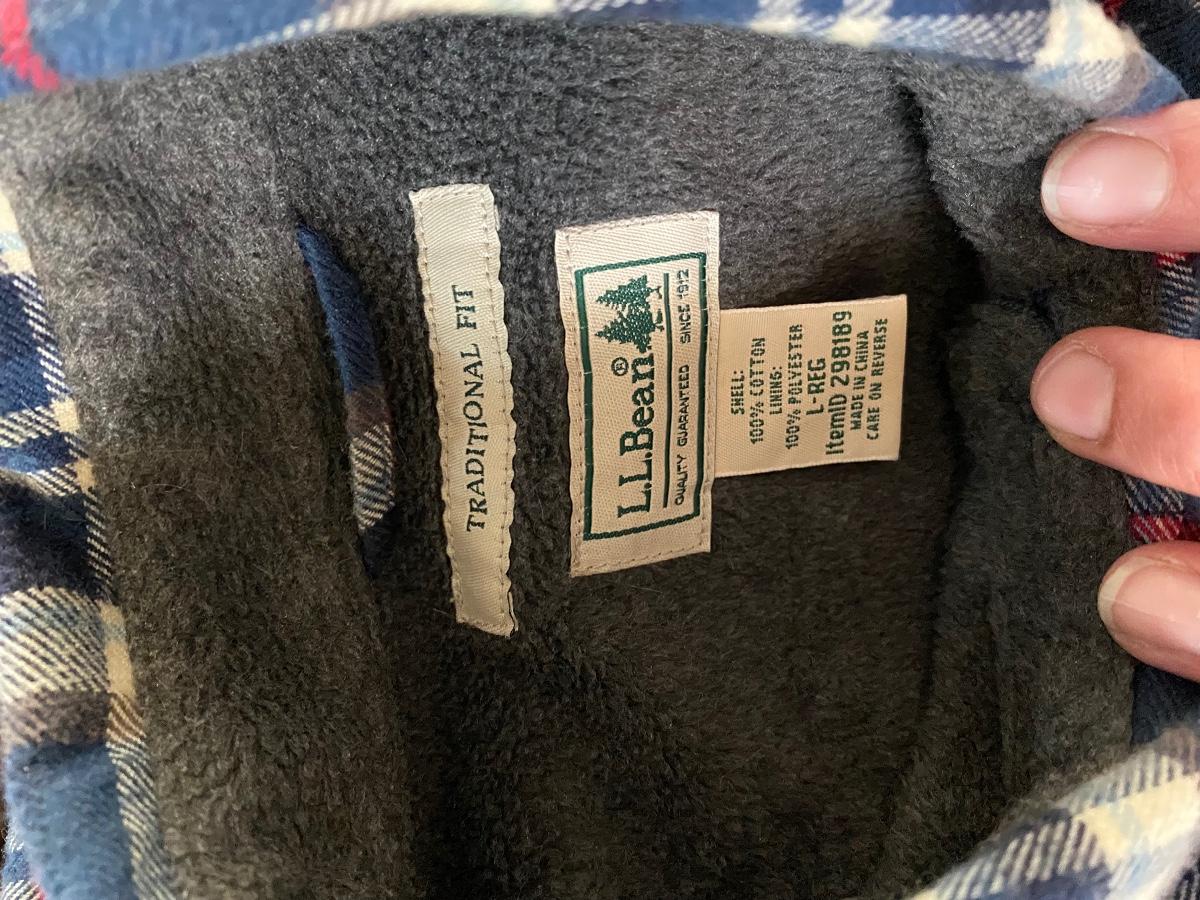 TRADITIONAL FIT
L.L.Bean®
QUALITY GUARANTEED SINCE 1912
SHELL:
100% COTTON
LINING:
100% POLYESTER
L-REG
ItemID 298189
MADE IN CHINA
CARE ON REVERSE